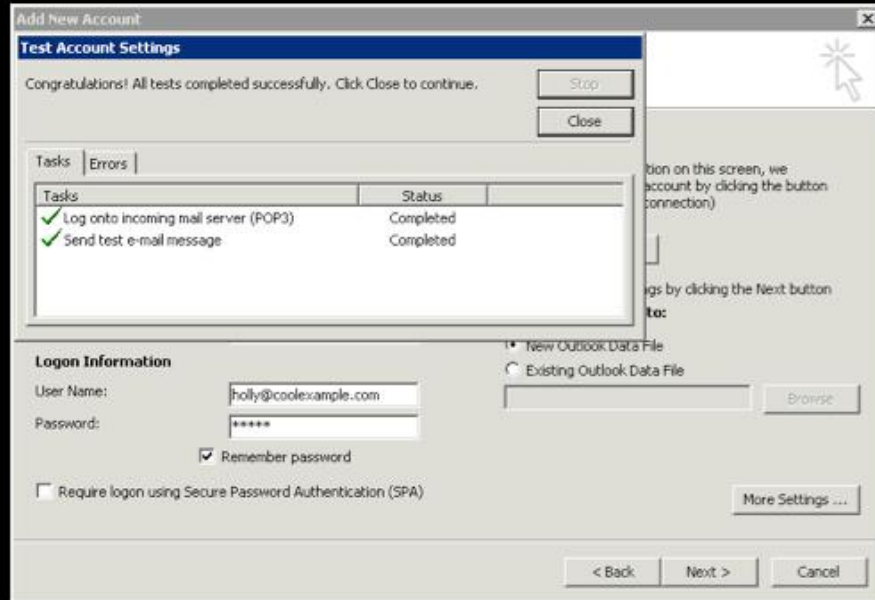 Add New Account
Test Account Settings
Congratulations! All tests completed successfully. Click Close to continue.
Stop
Close
Tasks
Errors
Tasks Status
Log onto incoming mail server (POP3) Completed
Send test e-mail message Completed
tion on this screen, we
account by clicking the button
connection)
ngs by clicking the Next button
to:
New Outlook Data File
Existing Outlook Data File
Browse
Logon Information
User Name: holly@coolexample.com
Password: *****
Remember password
Require logon using Secure Password Authentication (SPA)
More Settings ...
< Back Next > Cancel